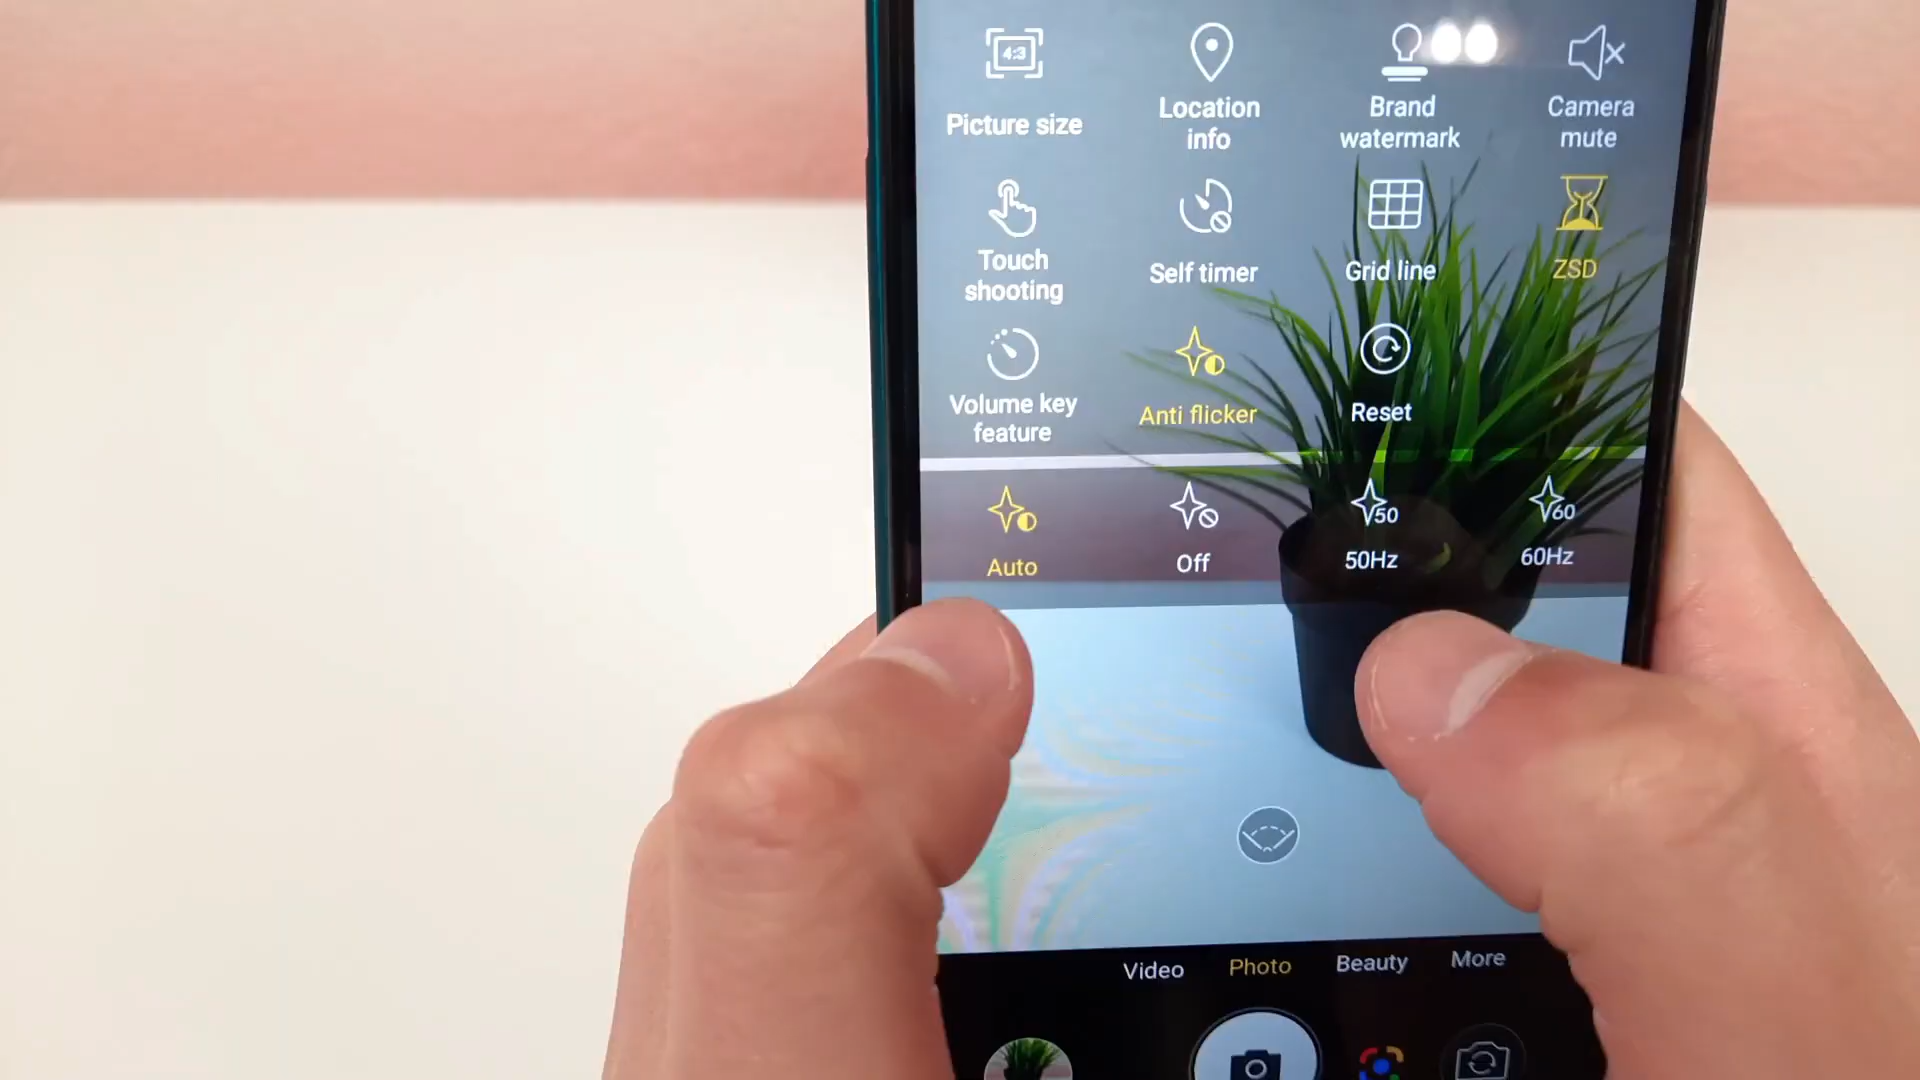 4:3
Picture size
Location
info
Brand
watermark
Camera
mute
Touch
shooting
Self timer
Grid line
ZSD
Volume key
feature
Anti flicker
Reset
Auto
Off
50
50Hz
60
60Hz
Video
Photo
Beauty
More